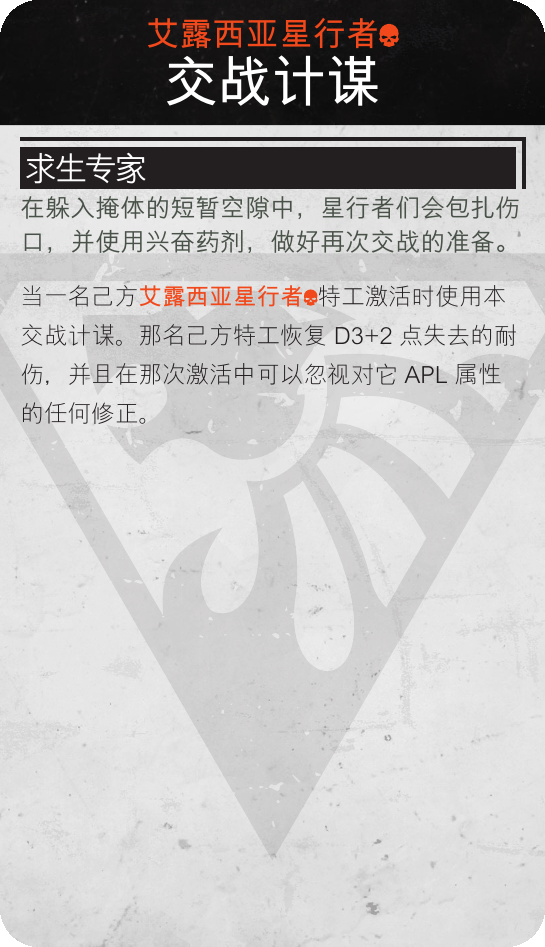 艾露西亚星行者
交战计谋
求生专家
在躲入掩体的短暂空隙中，星行者们会包扎伤
口，并使用兴奋药剂，做好再次交战的准备。
当一名己方艾露西亚星行者特工激活时使用本
交战计谋。那名己方特工恢复 D3+2 点失去的耐
伤，并且在那次激活中可以忽视对它 APL 属性
的任何修正。